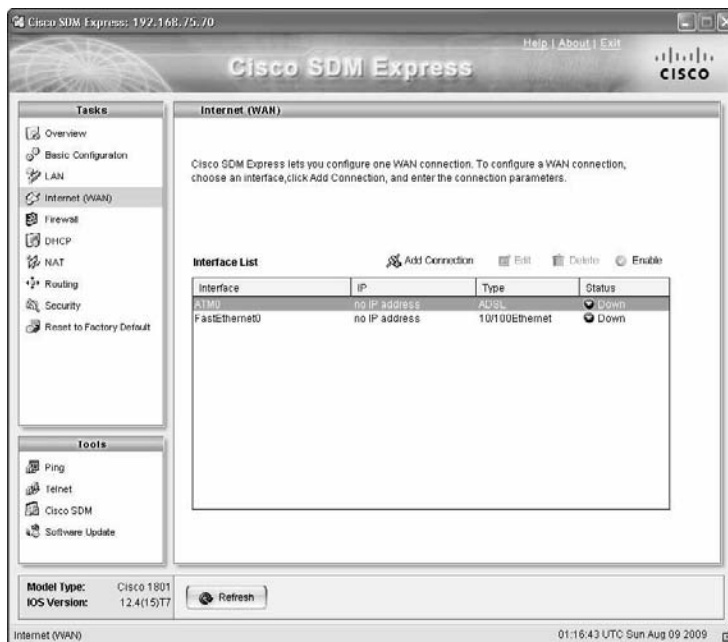 Cisco SDM Express: 192.168.75.70
Help | About | Exit
Cisco SDM Express
CISCO
Tasks
Overview
Basic Configuraton
LAN
Internet (WAN)
Firewall
DHCP
NAT
Routing
Security
Reset to Factory Default
Tools
Ping
Telnet
Cisco SDM
Software Update
Internet (WAN)
Cisco SDM Express lets you configure one WAN connection. To configure a WAN connection,
choose an interface,click Add Connection, and enter the connection parameters.
Interface List
Add Connection Edit Delete Enable
Interface IP Type Status
ATM0 no IP address ADSL Down
FastEthernet0 no IP address 10/100Ethernet Down
Model Type: Cisco 1801
IOS Version: 12.4(15)T7
Refresh
Internet (WAN) 01:16:43 UTC Sun Aug 09 2009